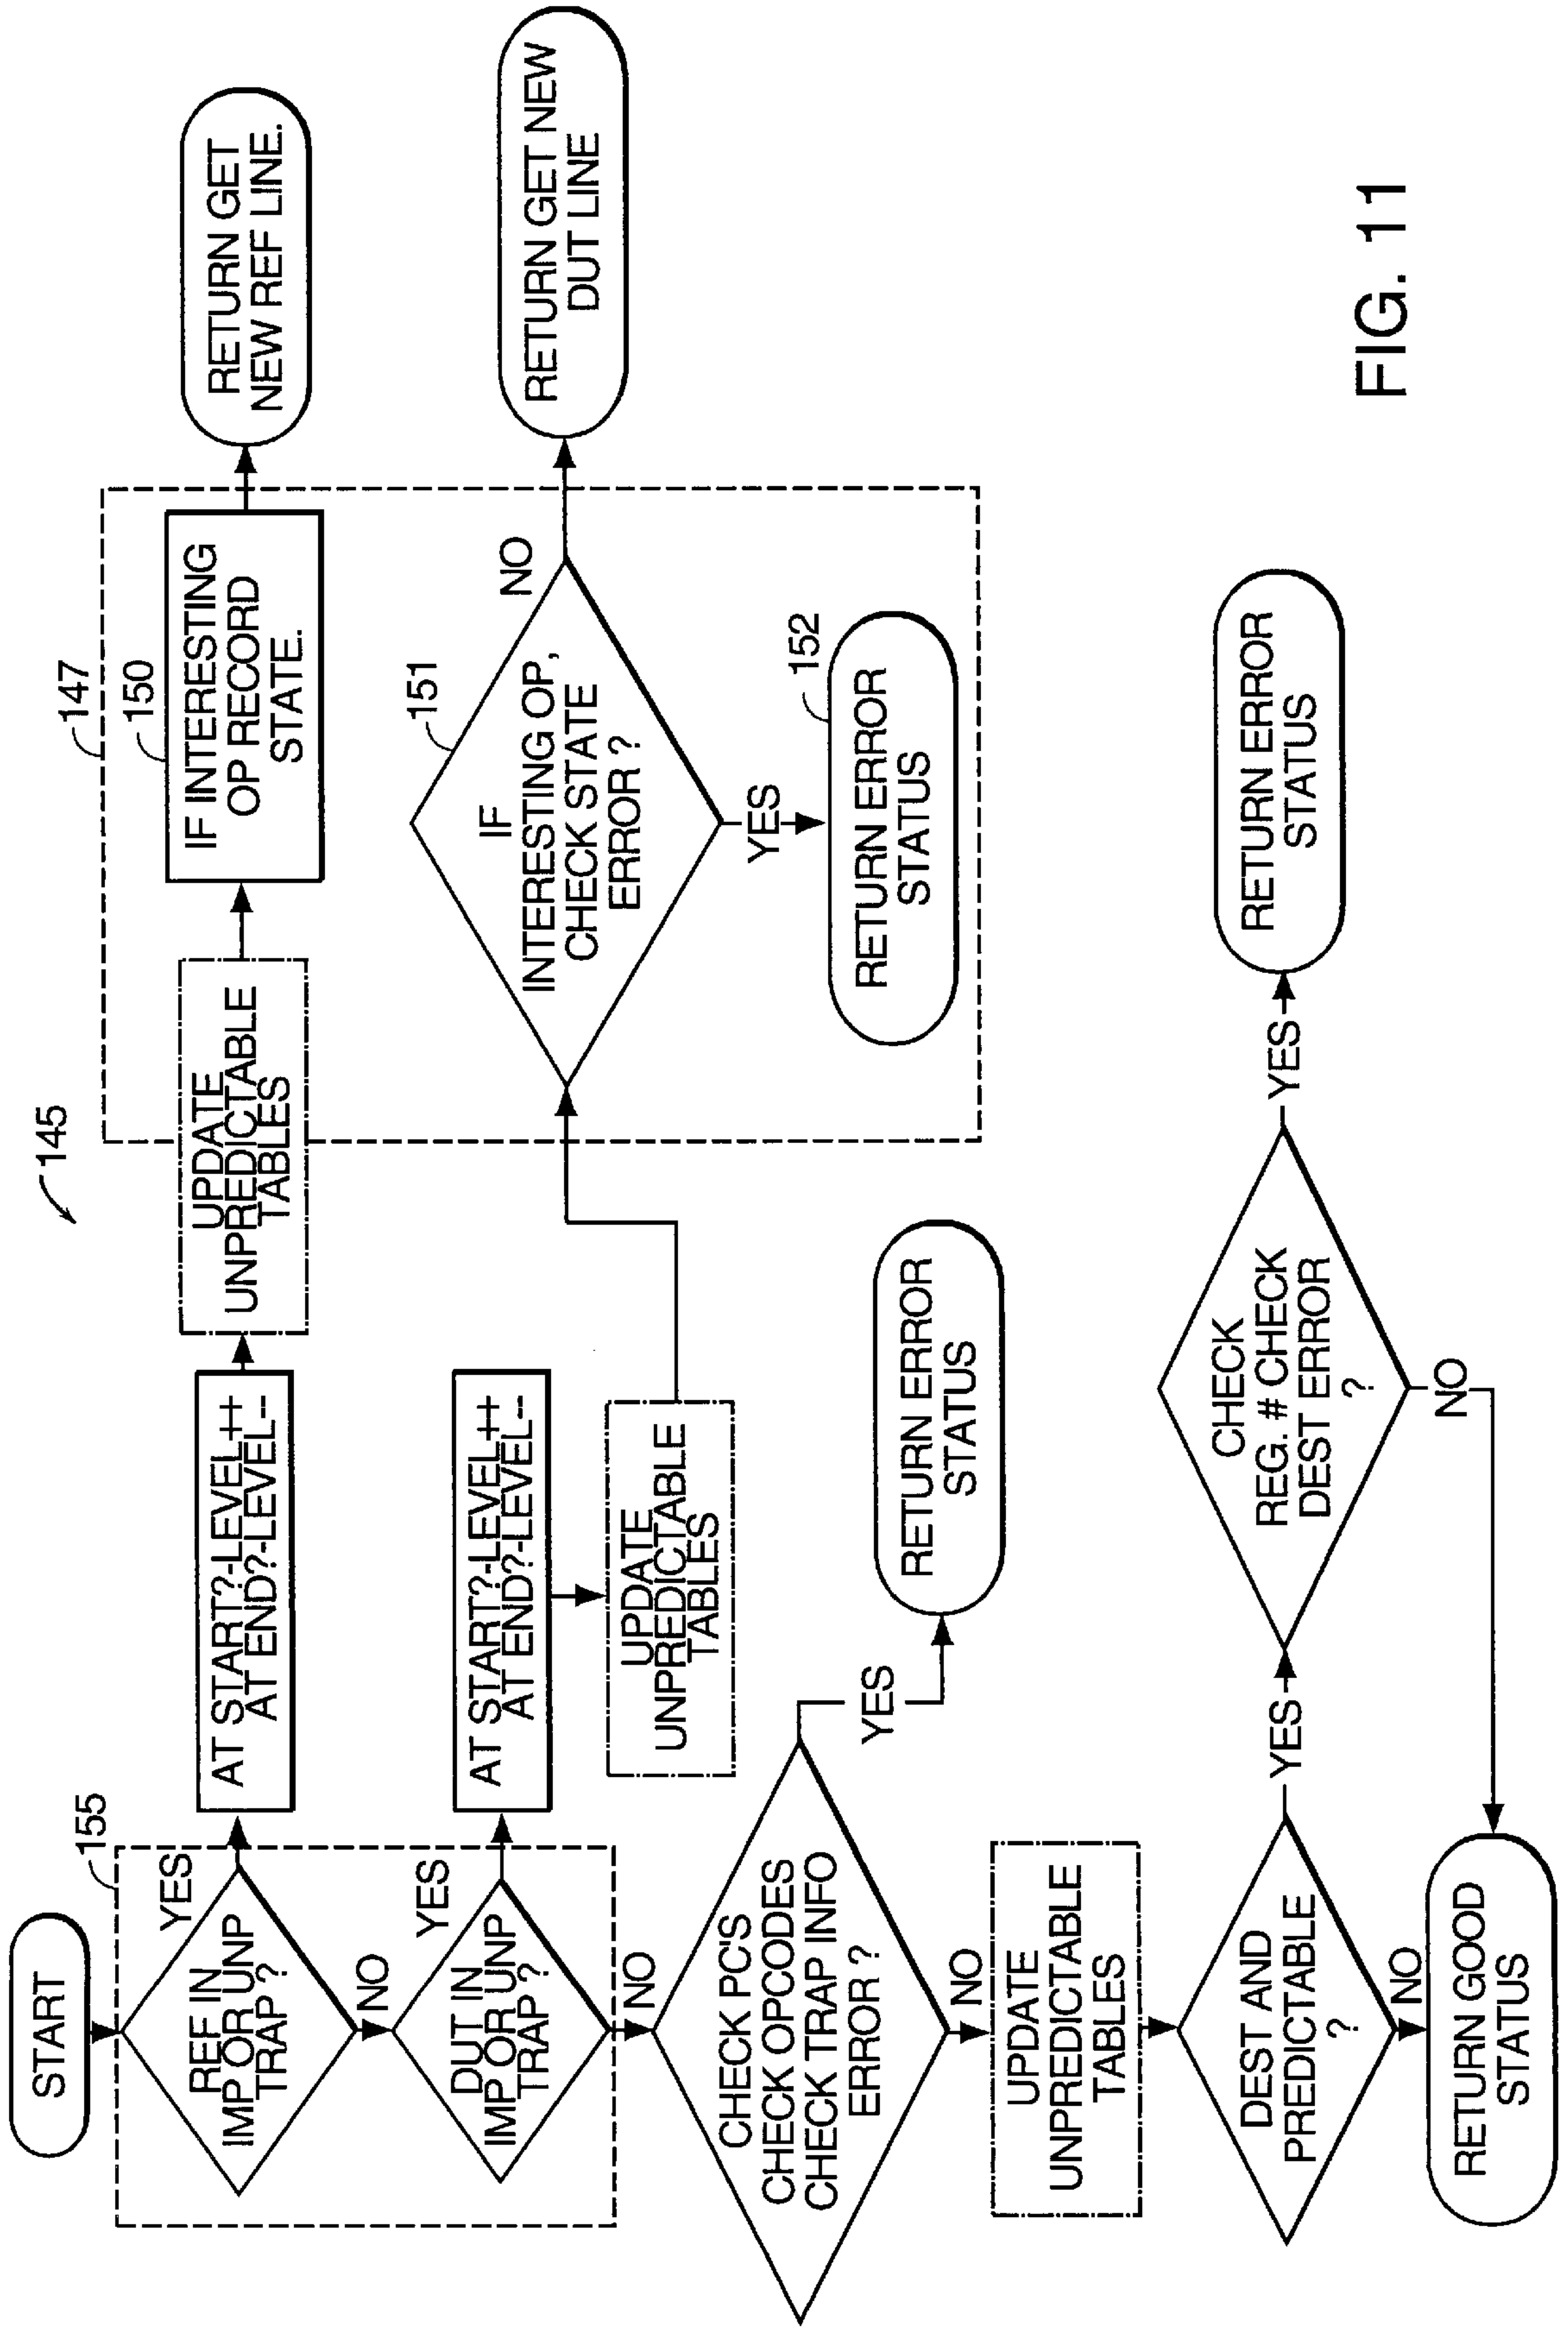 145
START
155
REF IN
IMP OR UNP
TRAP ?
YES
NO
AT START?-LEVEL++
AT END?-LEVEL--
UPDATE
UNPREDICTABLE
TABLES
147
150
IF INTERESTING
OP RECORD
STATE.
RETURN GET
NEW REF LINE.
DUT IN
IMP OR UNP
TRAP ?
YES
NO
AT START?-LEVEL++
AT END?-LEVEL--
UPDATE
UNPREDICTABLE
TABLES
151
IF
INTERESTING OP,
CHECK STATE
ERROR ?
NO
RETURN GET NEW
DUT LINE
YES
152
RETURN ERROR
STATUS
CHECK PC'S
CHECK OPCODES
CHECK TRAP INFO
ERROR ?
YES
RETURN ERROR
STATUS
NO
UPDATE
UNPREDICTABLE
TABLES
DEST AND
PREDICTABLE
?
YES
CHECK
REG. # CHECK
DEST ERROR
?
YES
RETURN ERROR
STATUS
NO
NO
RETURN GOOD
STATUS
FIG. 11